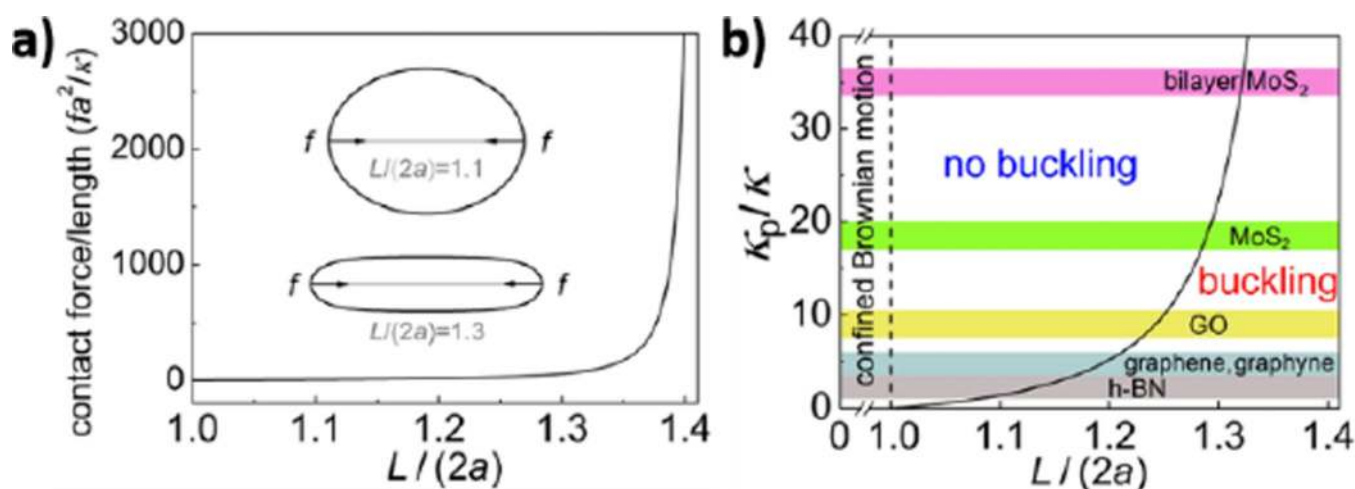 a)
contact force/length (fa²/κ)
3000
2000
1000
0
f
f
L/(2a)=1.1
f
f
L/(2a)=1.3
1.0 1.1 1.2 1.3 1.4
L / (2a)
b)
κp/κ
40
30
20
10
0
confined Brownian motion
bilayer MoS₂
no buckling
MoS₂
buckling
GO
graphene, graphyne
h-BN
0 1.0 1.1 1.2 1.3 1.4
L / (2a)